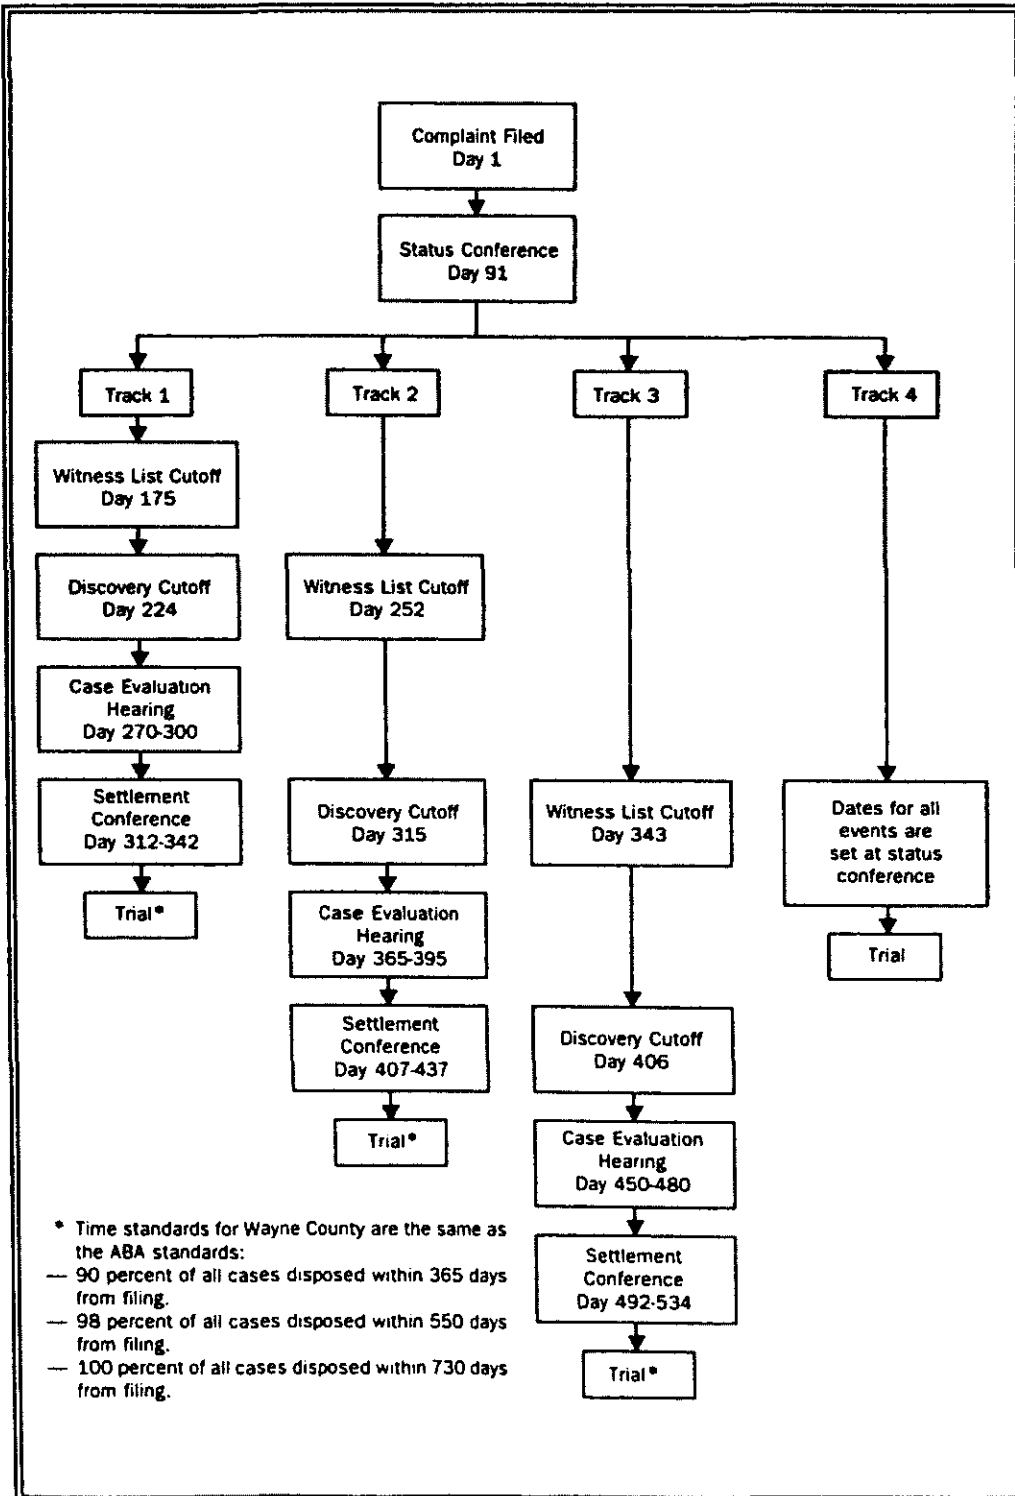 Complaint Filed
Day 1
Status Conference
Day 91
Track 1
Track 2
Track 3
Track 4
Witness List Cutoff
Day 175
Discovery Cutoff
Day 224
Case Evaluation
Hearing
Day 270-300
Settlement
Conference
Day 312-342
Trial*
Witness List Cutoff
Day 252
Discovery Cutoff
Day 315
Case Evaluation
Hearing
Day 365-395
Settlement
Conference
Day 407-437
Trial*
Witness List Cutoff
Day 343
Discovery Cutoff
Day 406
Case Evaluation
Hearing
Day 450-480
Settlement
Conference
Day 492-534
Trial*
Dates for all
events are
set at status
conference
Trial
* Time standards for Wayne County are the same as
the ABA standards:
— 90 percent of all cases disposed within 365 days
from filing.
— 98 percent of all cases disposed within 550 days
from filing.
— 100 percent of all cases disposed within 730 days
from filing.